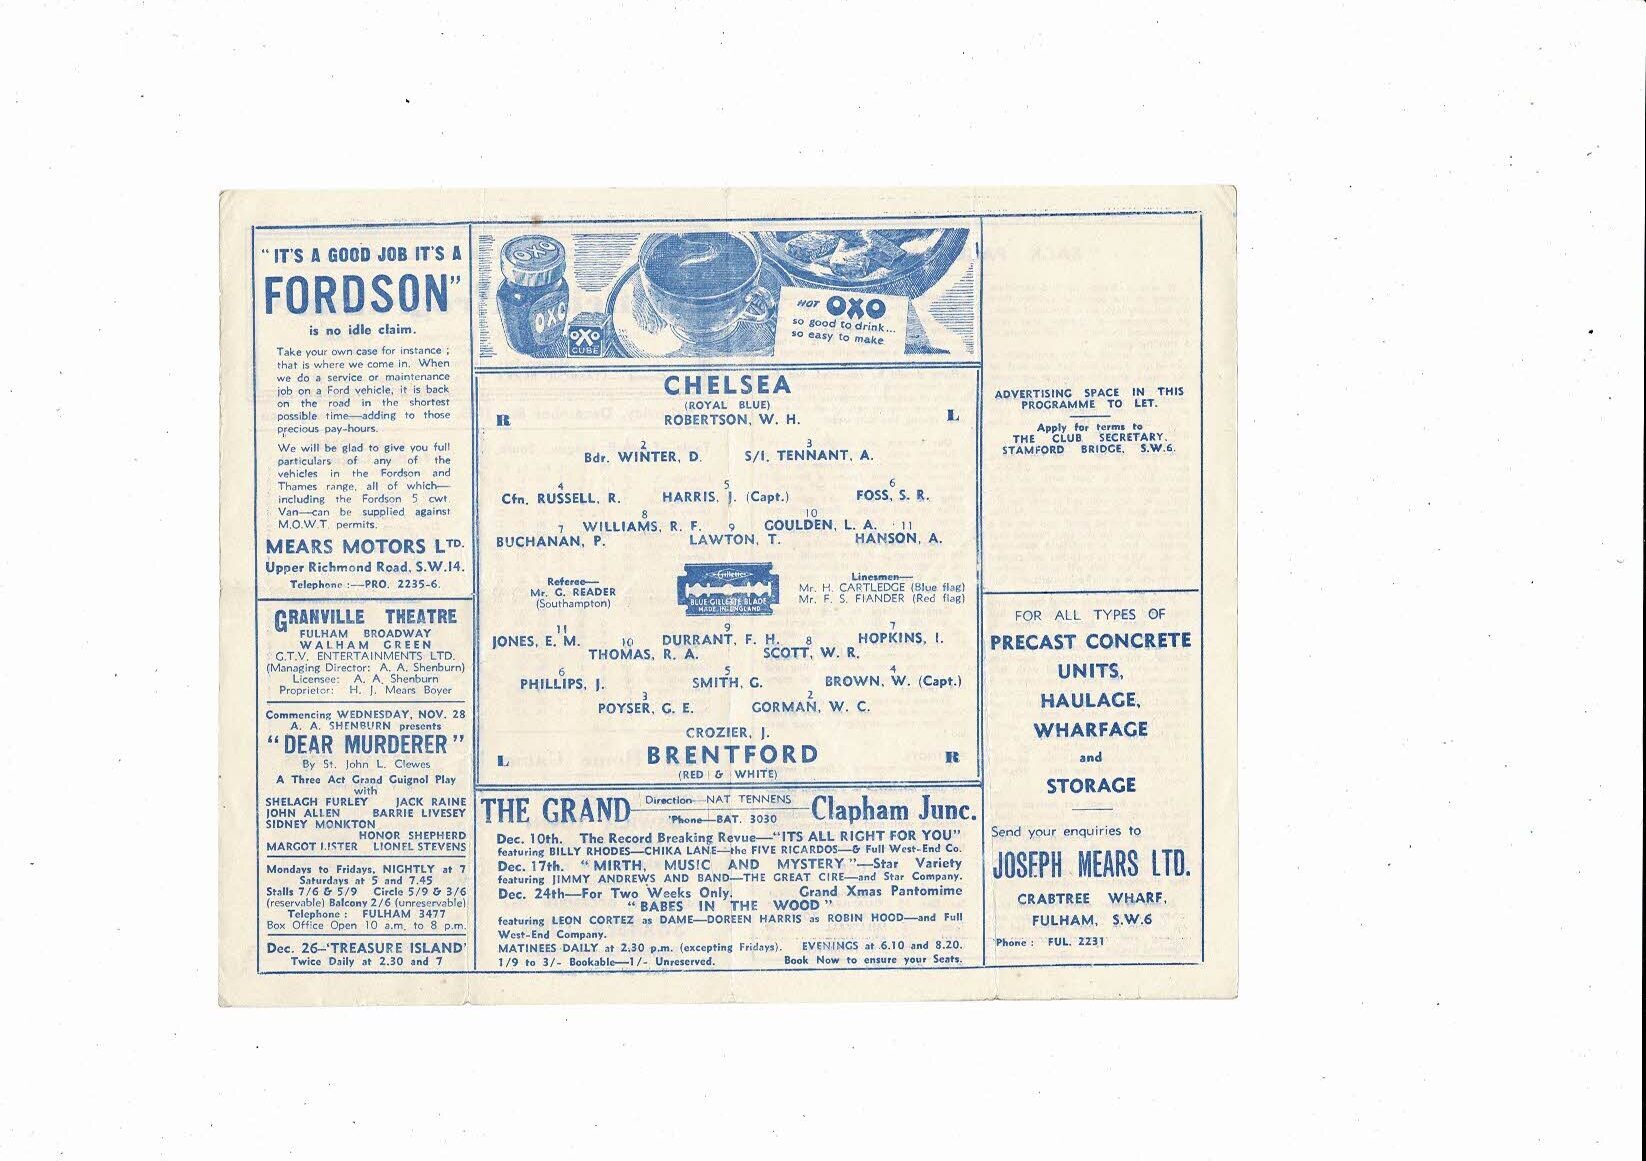 "IT'S A GOOD JOB IT'S A
FORDSON"
is no idle claim.
Take your own case for instance ;
that is where we come in. When
we do a service or maintenance
job on a Ford vehicle, it is back
on the road in the shortest
possible time—adding to those
precious pay-hours.
We will be glad to give you full
particulars of any of the
vehicles in the Fordson and
Thames range, all of which—
including the Fordson 5 cwt.
Van—can be supplied against
M.O.W.T permits.
MEARS MOTORS LTD.
Upper Richmond Road, S.W.14.
Telephone :—PRO. 2235-6.
GRANVILLE THEATRE
FULHAM BROADWAY
WALHAM GREEN
G.T.V. ENTERTAINMENTS LTD.
(Managing Director: A. A. Shenburn)
Licensee: A. A. Shenburn
Proprietor: H. J. Mears Boyer
Commencing WEDNESDAY, NOV. 28
A. A. SHENBURN presents
"DEAR MURDERER"
By St. John L. Clewes
A Three Act Grand Guignol Play
with
SHELAGH FURLEY JACK RAINE
JOHN ALLEN BARRIE LIVESEY
SIDNEY MONKTON
HONOR SHEPHERD
MARGOT LISTER LIONEL STEVENS
Mondays to Fridays, NIGHTLY at 7
Saturdays at 5 and 7.45
Stalls 7/6 & 5/9 Circle 5/9 & 3/6
(reservable) Balcony 2/6 (unreservable)
Telephone : FULHAM 3477
Box Office Open 10 a.m. to 8 p.m.
Dec. 26—'TREASURE ISLAND'
Twice Daily at 2.30 and 7
OXO
OXO
OXO
CUBE
HOT OXO
so good to drink...
so easy to make
CHELSEA
(ROYAL BLUE)
R ROBERTSON, W. H. L
2 3
Bdr. WINTER, D. S/I. TENNANT, A.
4 5 6
Cfn. RUSSELL, R. HARRIS, J. (Capt.) FOSS, S. R.
8 10
7 WILLIAMS, R. F. 9 GOULDEN, L. A. 11
BUCHANAN, P. LAWTON, T. HANSON, A.
Referee—
Mr. G. READER
(Southampton)
Gillette
BLUE GILLETTE BLADE
MADE IN ENGLAND
Linesmen—
Mr. H. CARTLEDGE (Blue flag)
Mr. F. S. FIANDER (Red flag)
11 9 7
JONES, E. M. 10 DURRANT, F. H. 8 HOPKINS, I.
THOMAS, R. A. SCOTT, W. R.
6 5 4
PHILLIPS, J. SMITH, G. BROWN, W. (Capt.)
3 2
POYSER, G. E. GORMAN, W. C.
CROZIER, J.
L BRENTFORD R
(RED & WHITE)
THE GRAND Direction—NAT TENNENS Clapham Junc.
'Phone—BAT. 3030
Dec. 10th. The Record Breaking Revue—"ITS ALL RIGHT FOR YOU"
featuring BILLY RHODES—CHIKA LANE—the FIVE RICARDOS—& Full West-End Co.
Dec. 17th. "MIRTH, MUSIC AND MYSTERY"—Star Variety
featuring JIMMY ANDREWS AND BAND—THE GREAT CIRE—and Star Company.
Dec. 24th—For Two Weeks Only. Grand Xmas Pantomime
"BABES IN THE WOOD"
featuring LEON CORTEZ as DAME—DOREEN HARRIS as ROBIN HOOD—and Full
West-End Company.
MATINEES DAILY at 2.30 p.m. (excepting Fridays). EVENINGS at 6.10 and 8.20.
1/9 to 3/- Bookable—1/- Unreserved. Book Now to ensure your Seats.
ADVERTISING SPACE IN THIS
PROGRAMME TO LET.
Apply for terms to
THE CLUB SECRETARY.
STAMFORD BRIDGE, S.W.6.
FOR ALL TYPES OF
PRECAST CONCRETE
UNITS,
HAULAGE,
WHARFAGE
and
STORAGE
Send your enquiries to
JOSEPH MEARS LTD.
CRABTREE WHARF,
FULHAM, S.W.6
'Phone : FUL. 2231